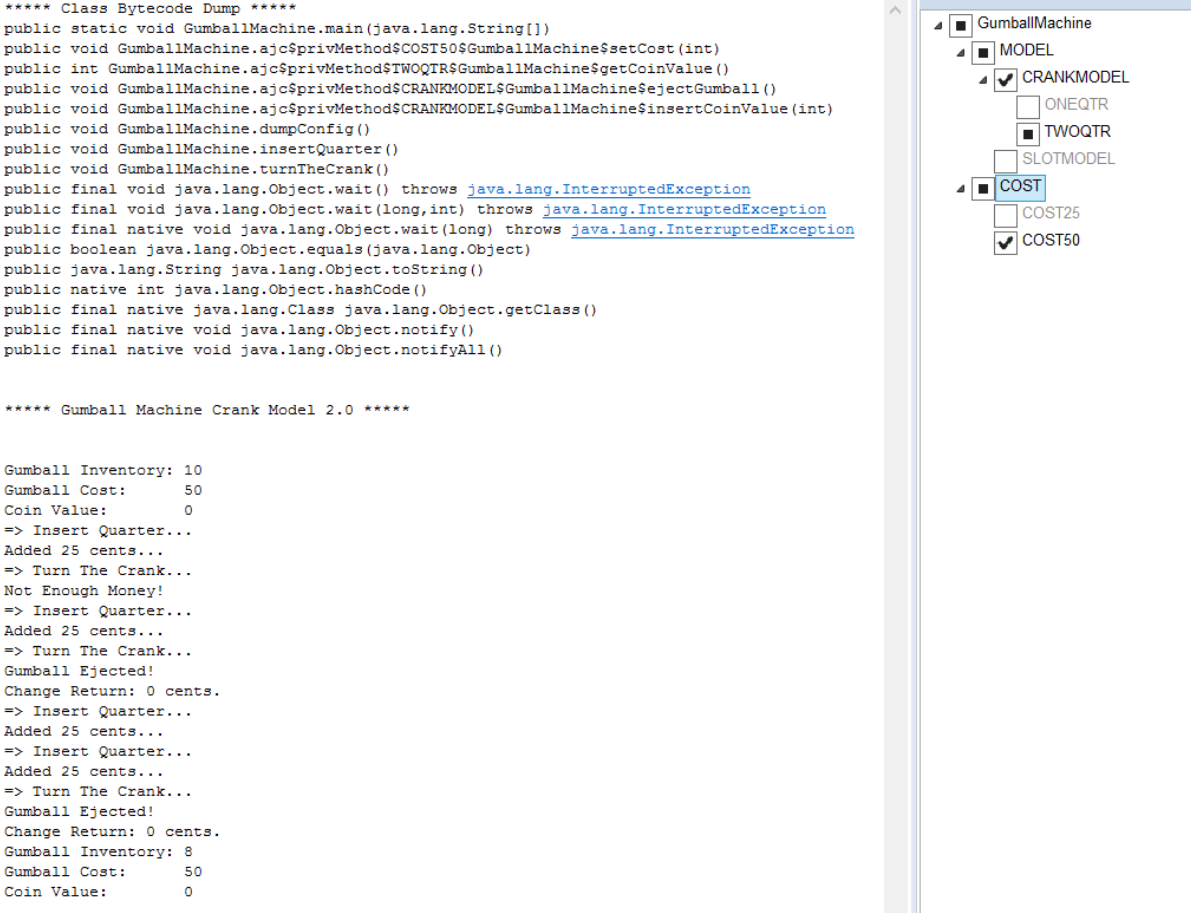 ***** Class Bytecode Dump *****
public static void GumballMachine.main(java.lang.String[])
public void GumballMachine.ajc$privMethod$COST50$GumballMachine$setCost(int)
public int GumballMachine.ajc$privMethod$TWOQTR$GumballMachine$getCoinValue()
public void GumballMachine.ajc$privMethod$CRANKMODEL$GumballMachine$ejectGumball()
public void GumballMachine.ajc$privMethod$CRANKMODEL$GumballMachine$insertCoinValue(int)
public void GumballMachine.dumpConfig()
public void GumballMachine.insertQuarter()
public void GumballMachine.turnTheCrank()
public final void java.lang.Object.wait() throws java.lang.InterruptedException
public final void java.lang.Object.wait(long,int) throws java.lang.InterruptedException
public final native void java.lang.Object.wait(long) throws java.lang.InterruptedException
public boolean java.lang.Object.equals(java.lang.Object)
public java.lang.String java.lang.Object.toString()
public native int java.lang.Object.hashCode()
public final native java.lang.Class java.lang.Object.getClass()
public final native void java.lang.Object.notify()
public final native void java.lang.Object.notifyAll()
***** Gumball Machine Crank Model 2.0 *****
Gumball Inventory: 10
Gumball Cost: 50
Coin Value: 0
=> Insert Quarter...
Added 25 cents...
=> Turn The Crank...
Not Enough Money!
=> Insert Quarter...
Added 25 cents...
=> Turn The Crank...
Gumball Ejected!
Change Return: 0 cents.
=> Insert Quarter...
Added 25 cents...
=> Insert Quarter...
Added 25 cents...
=> Turn The Crank...
Gumball Ejected!
Change Return: 0 cents.
Gumball Inventory: 8
Gumball Cost: 50
Coin Value: 0
GumballMachine
MODEL
CRANKMODEL
ONEQTR
TWOQTR
SLOTMODEL
COST
COST25
COST50